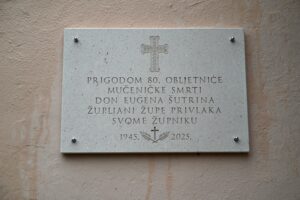 PRIGODOM 80. OBLJETNICE
MUČENIČKE SMRTI
DON EUGENA ŠUTRINA
ŽUPLJANI ŽUPE PRIVLAKA
SVOME ŽUPNIKU
1945. 2025.